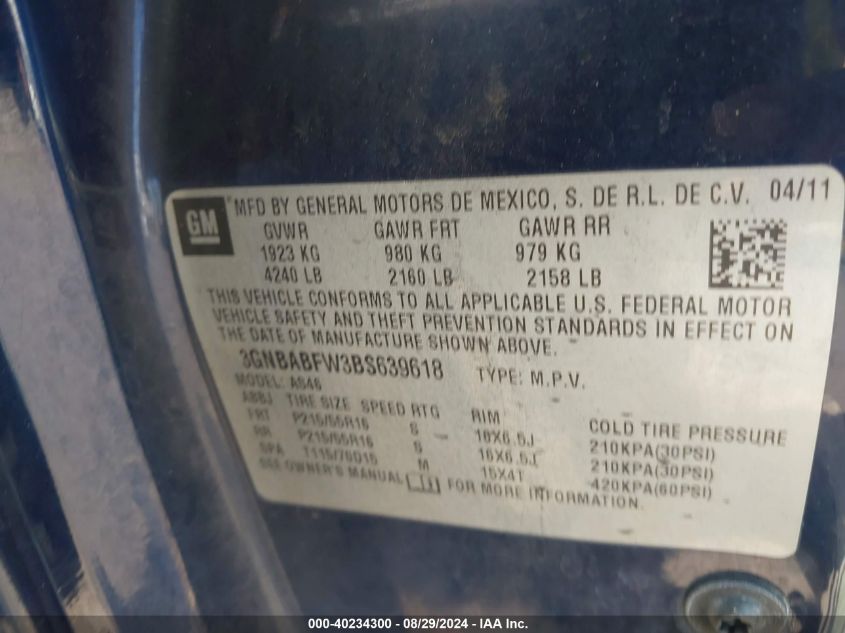 GM
MFD BY GENERAL MOTORS DE MEXICO, S. DE R.L. DE C.V. 04/11
GVWR GAWR FRT GAWR RR
1923 KG 980 KG 979 KG
4240 LB 2160 LB 2158 LB
THIS VEHICLE CONFORMS TO ALL APPLICABLE U.S. FEDERAL MOTOR
VEHICLE SAFETY AND THEFT PREVENTION STANDARDS IN EFFECT ON
THE DATE OF MANUFACTURE SHOWN ABOVE.
3GNBABFW3BS639618 TYPE: M.P.V.
MODEL: AS46
ABBJ TIRE SIZE SPEED RTG RIM COLD TIRE PRESSURE
FRT P215/55R16 S 16X6.5J 210KPA(30PSI)
RR P215/55R16 S 16X6.5J 210KPA(30PSI)
SPA T115/70D15 M 15X4T 420KPA(60PSI)
SEE OWNER'S MANUAL FOR MORE INFORMATION.
000-40234300 - 08/29/2024 - IAA Inc.